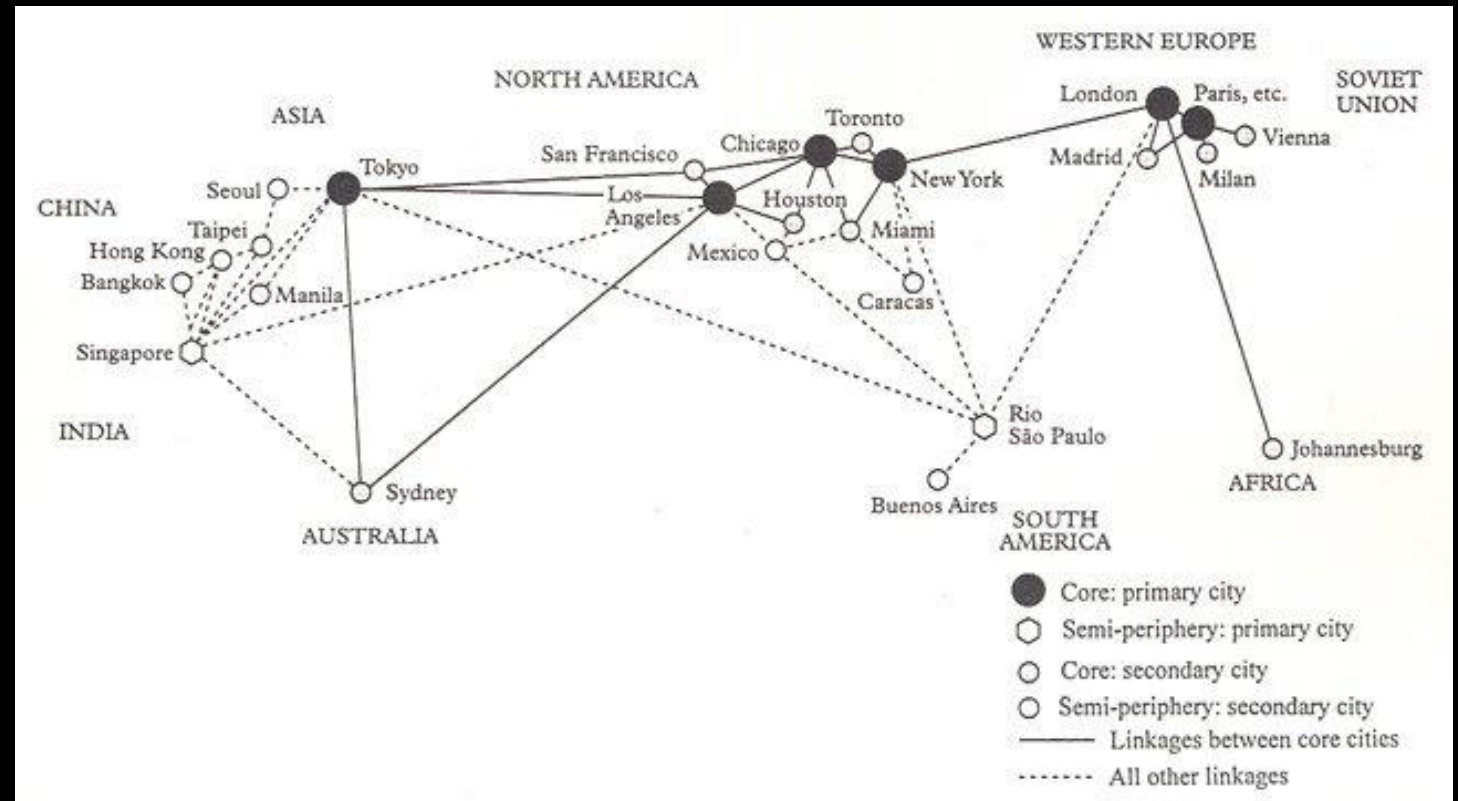 WESTERN EUROPE
NORTH AMERICA
SOVIET
UNION
ASIA
London
Paris, etc.
Toronto
Chicago
Vienna
San Francisco
Madrid
Tokyo
New York
Milan
Seoul
Los
Angeles
Houston
CHINA
Taipei
Miami
Hong Kong
Mexico
Bangkok
Manila
Caracas
Singapore
Rio
São Paulo
INDIA
Johannesburg
AFRICA
Sydney
Buenos Aires
SOUTH
AMERICA
AUSTRALIA
Core: primary city
Semi-periphery: primary city
Core: secondary city
Semi-periphery: secondary city
Linkages between core cities
All other linkages